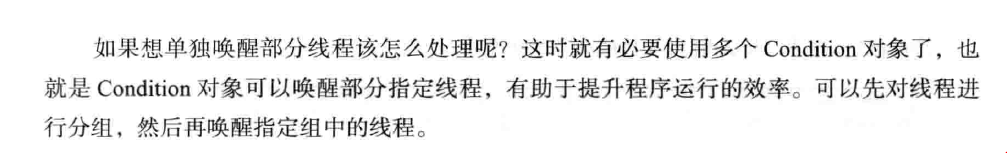 如果想单独唤醒部分线程该怎么处理呢？这时就有必要使用多个 Condition 对象了，也
就是 Condition 对象可以唤醒部分指定线程，有助于提升程序运行的效率。可以先对线程进
行分组，然后再唤醒指定组中的线程。